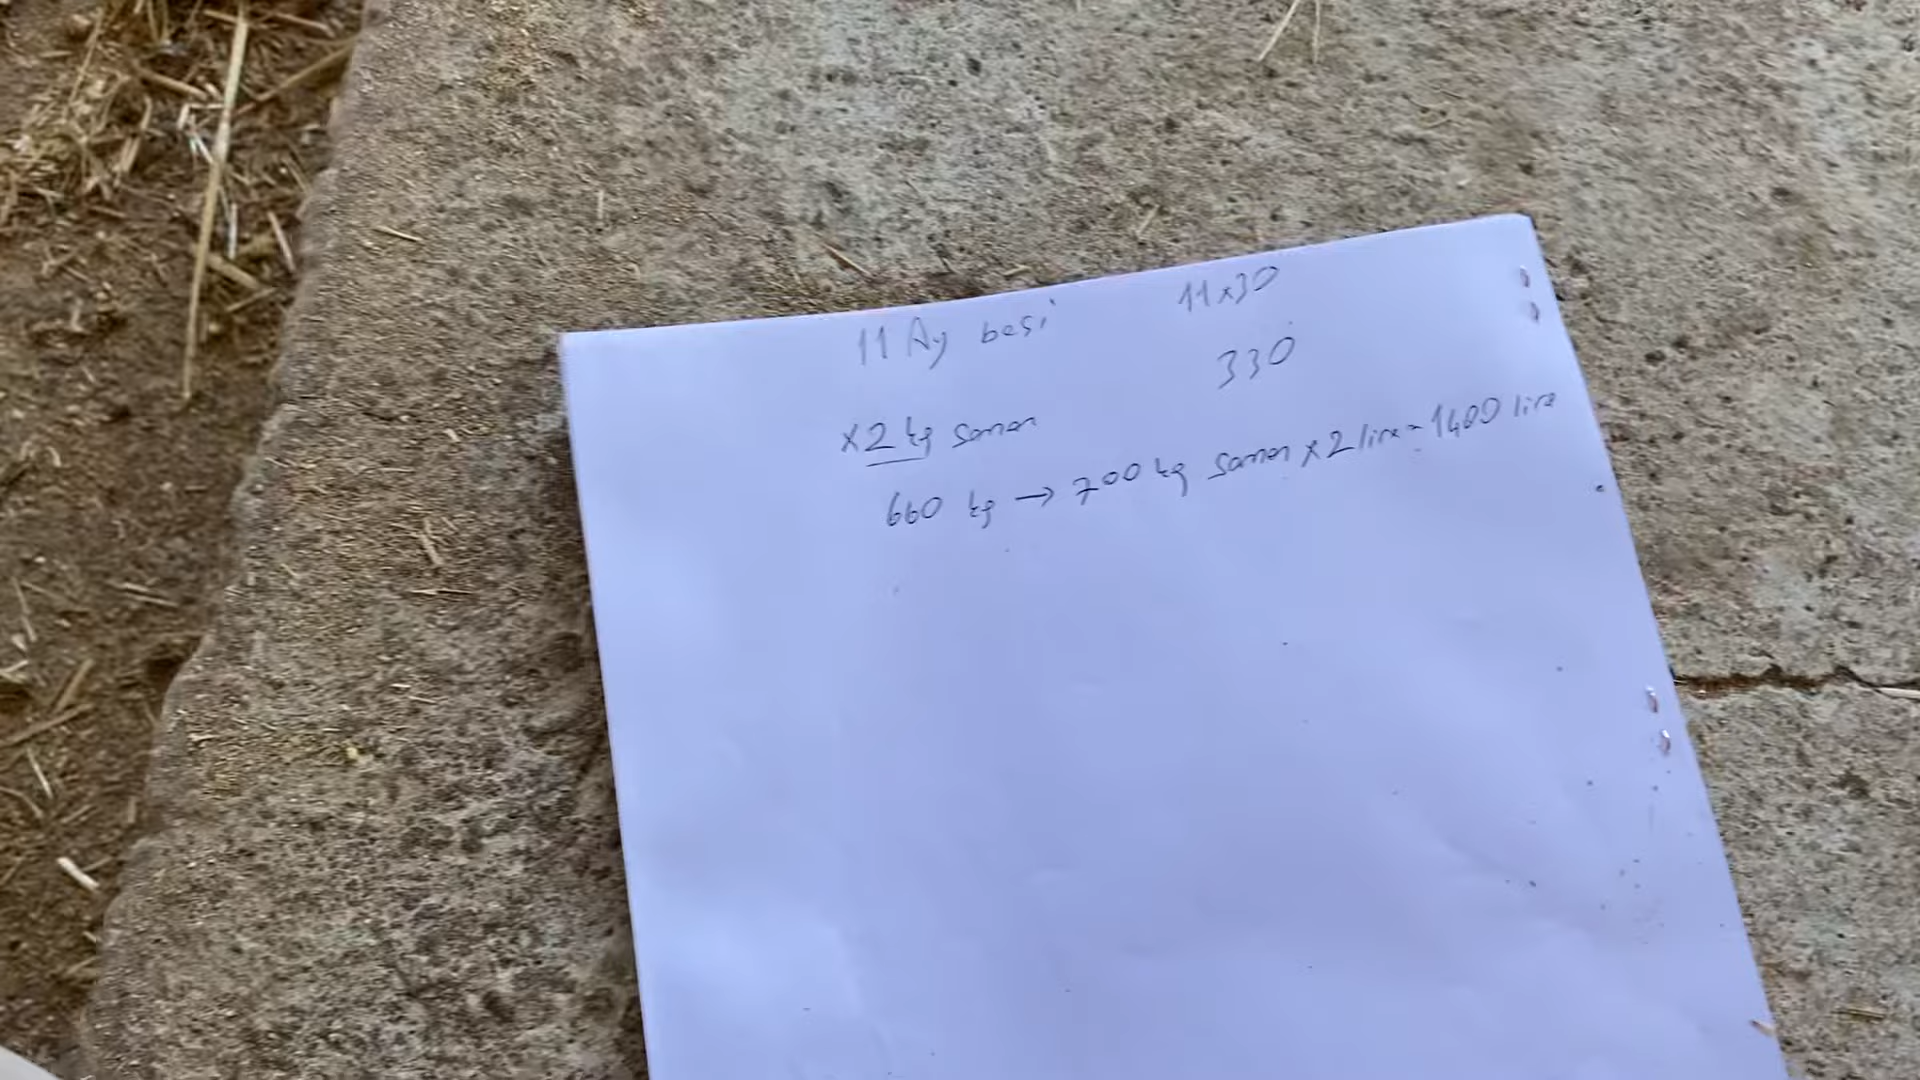 11 Ay besi 11x30
330
x2 kg saman
660 kg → 700 kg saman x 2 lira = 1400 lira